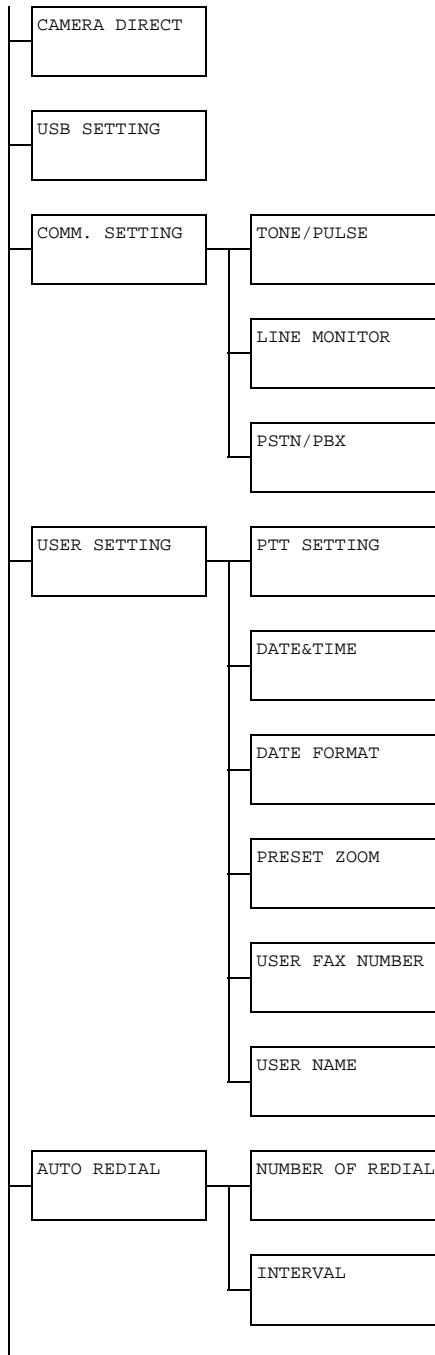 CAMERA DIRECT
USB SETTING
COMM. SETTING
TONE/PULSE
LINE MONITOR
PSTN/PBX
USER SETTING
PTT SETTING
DATE&TIME
DATE FORMAT
PRESET ZOOM
USER FAX NUMBER
USER NAME
AUTO REDIAL
NUMBER OF REDIAL
INTERVAL